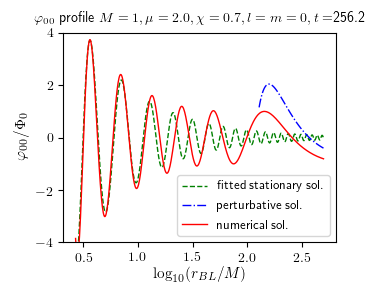 φ₀₀ profile M = 1, μ = 2.0, χ = 0.7, l = m = 0, t =256.2
φ₀₀/Φ₀
4
2
0
−2
−4
fitted stationary sol.
perturbative sol.
numerical sol.
0.5 1.0 1.5 2.0 2.5
log₁₀(r_BL/M)